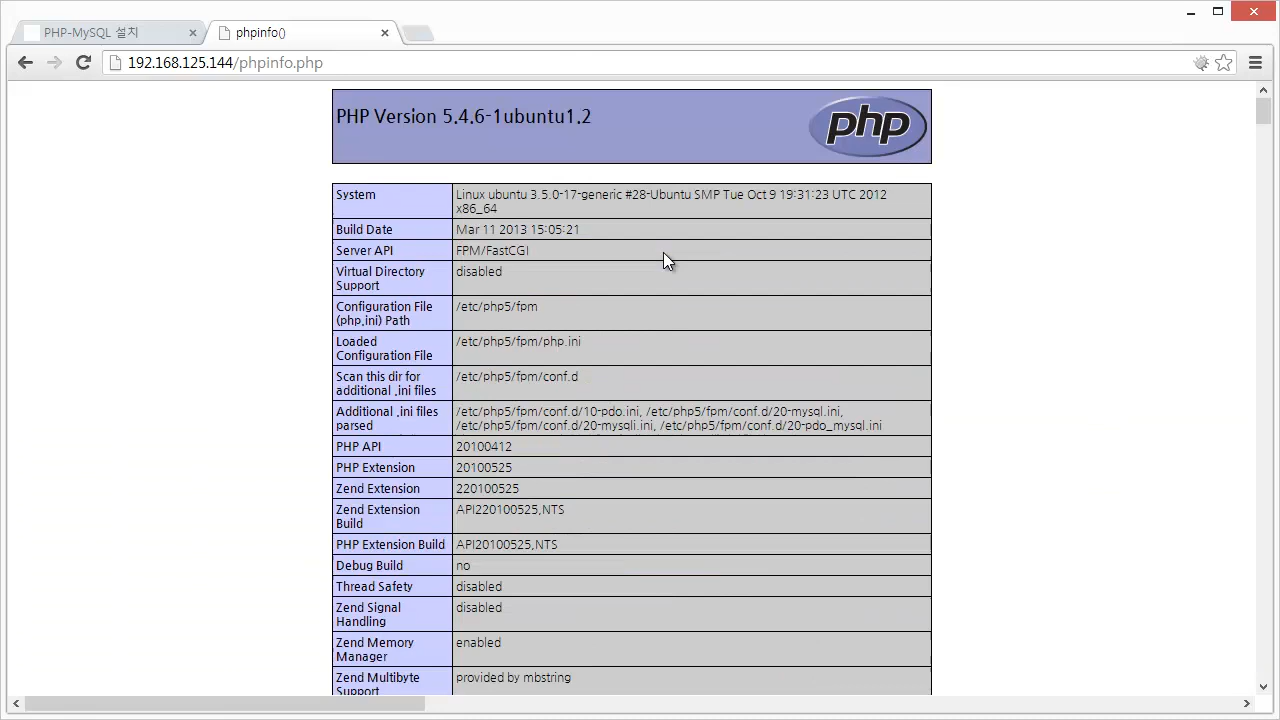 PHP-MySQL 설치
phpinfo()
192.168.125.144/phpinfo.php
PHP Version 5.4.6-1ubuntu1.2
php
System
Linux ubuntu 3.5.0-17-generic #28-Ubuntu SMP Tue Oct 9 19:31:23 UTC 2012
x86_64
Build Date
Mar 11 2013 15:05:21
Server API
FPM/FastCGI
Virtual Directory
Support
disabled
Configuration File
(php.ini) Path
/etc/php5/fpm
Loaded
Configuration File
/etc/php5/fpm/php.ini
Scan this dir for
additional .ini files
/etc/php5/fpm/conf.d
Additional .ini files
parsed
/etc/php5/fpm/conf.d/10-pdo.ini, /etc/php5/fpm/conf.d/20-mysql.ini,
/etc/php5/fpm/conf.d/20-mysqli.ini, /etc/php5/fpm/conf.d/20-pdo_mysql.ini
PHP API
20100412
PHP Extension
20100525
Zend Extension
220100525
Zend Extension
Build
API220100525,NTS
PHP Extension Build
API20100525,NTS
Debug Build
no
Thread Safety
disabled
Zend Signal
Handling
disabled
Zend Memory
Manager
enabled
Zend Multibyte
Support
provided by mbstring